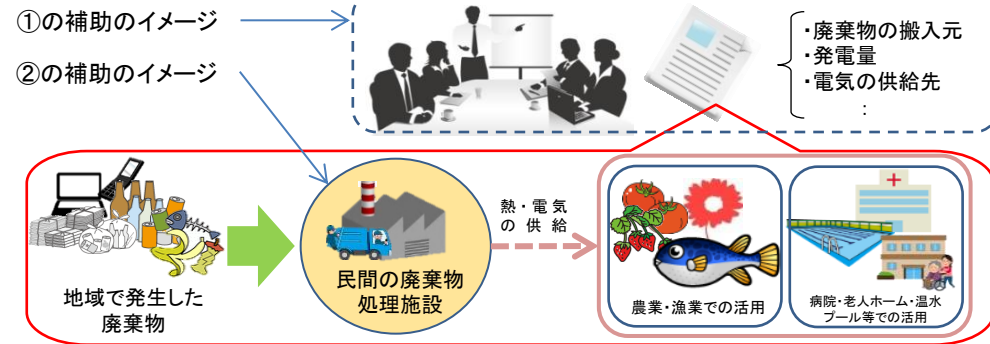 ①の補助のイメージ
②の補助のイメージ
・廃棄物の搬入元
・発電量
・電気の供給先
：
地域で発生した
廃棄物
民間の廃棄物
処理施設
熱・電気
の供給
農業・漁業での活用
病院・老人ホーム・温水
プール等での活用